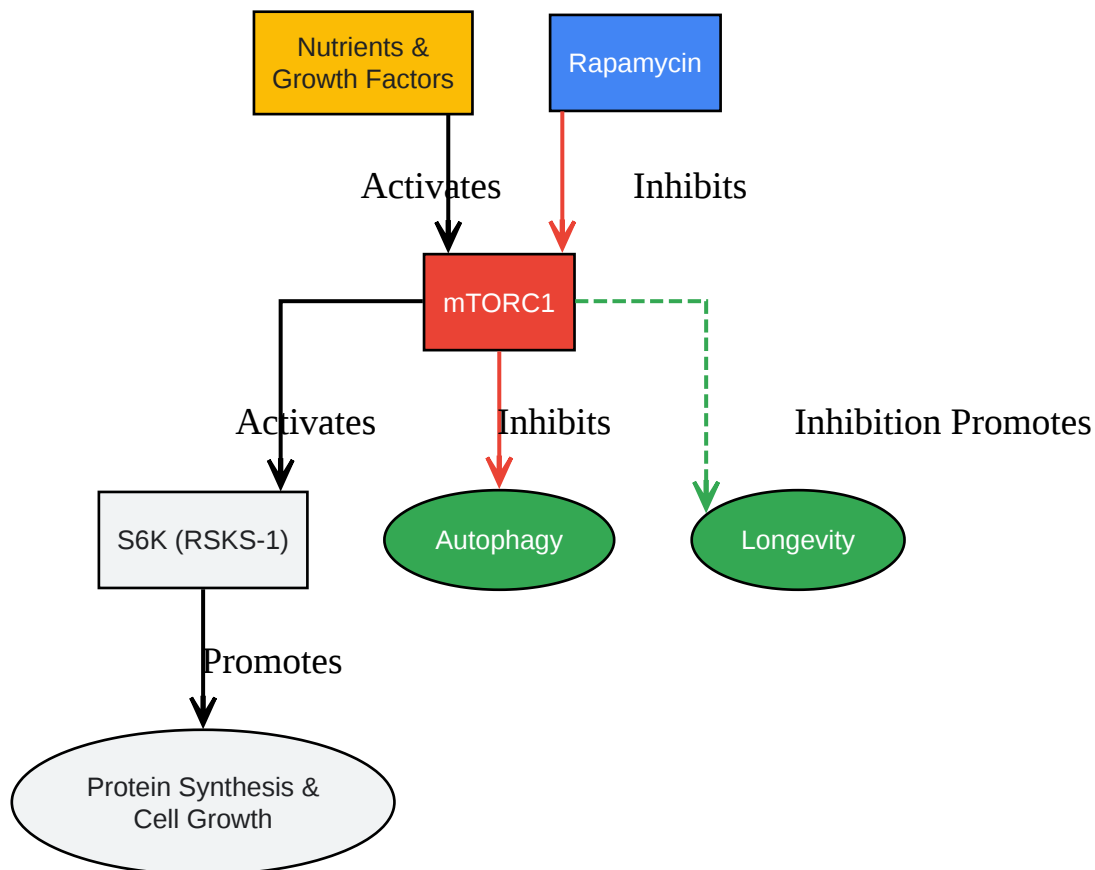 Nutrients &
Growth Factors
Rapamycin
Activates
Inhibits
mTORC1
Activates
Inhibits
Inhibition Promotes
S6K (RSKS-1)
Autophagy
Longevity
Promotes
Protein Synthesis &
Cell Growth